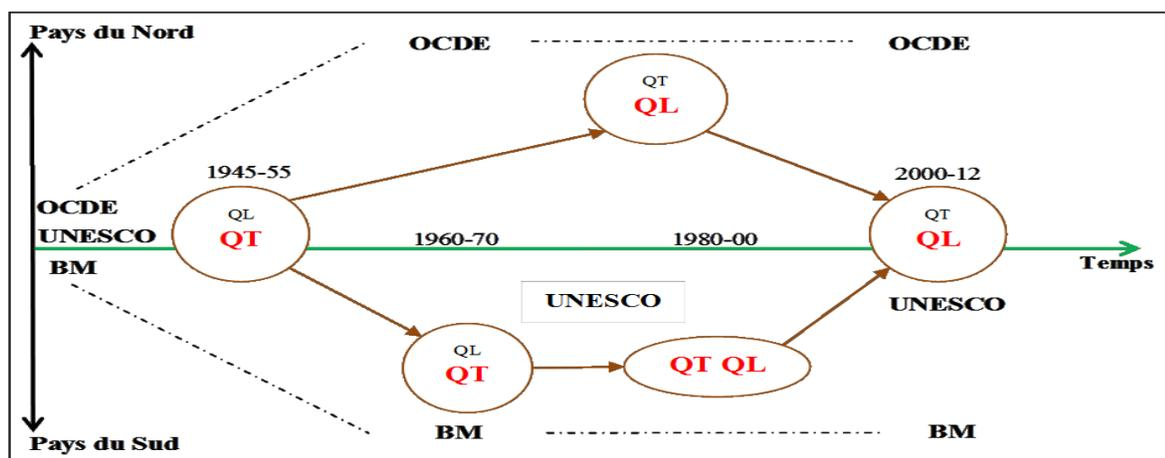 Pays du Nord
OCDE
OCDE
QT
QL
1945-55
2000-12
OCDE
UNESCO
BM
QL
QT
1960-70
1980-00
QT
QL
Temps
UNESCO
UNESCO
QL
QT
QT QL
BM
BM
Pays du Sud